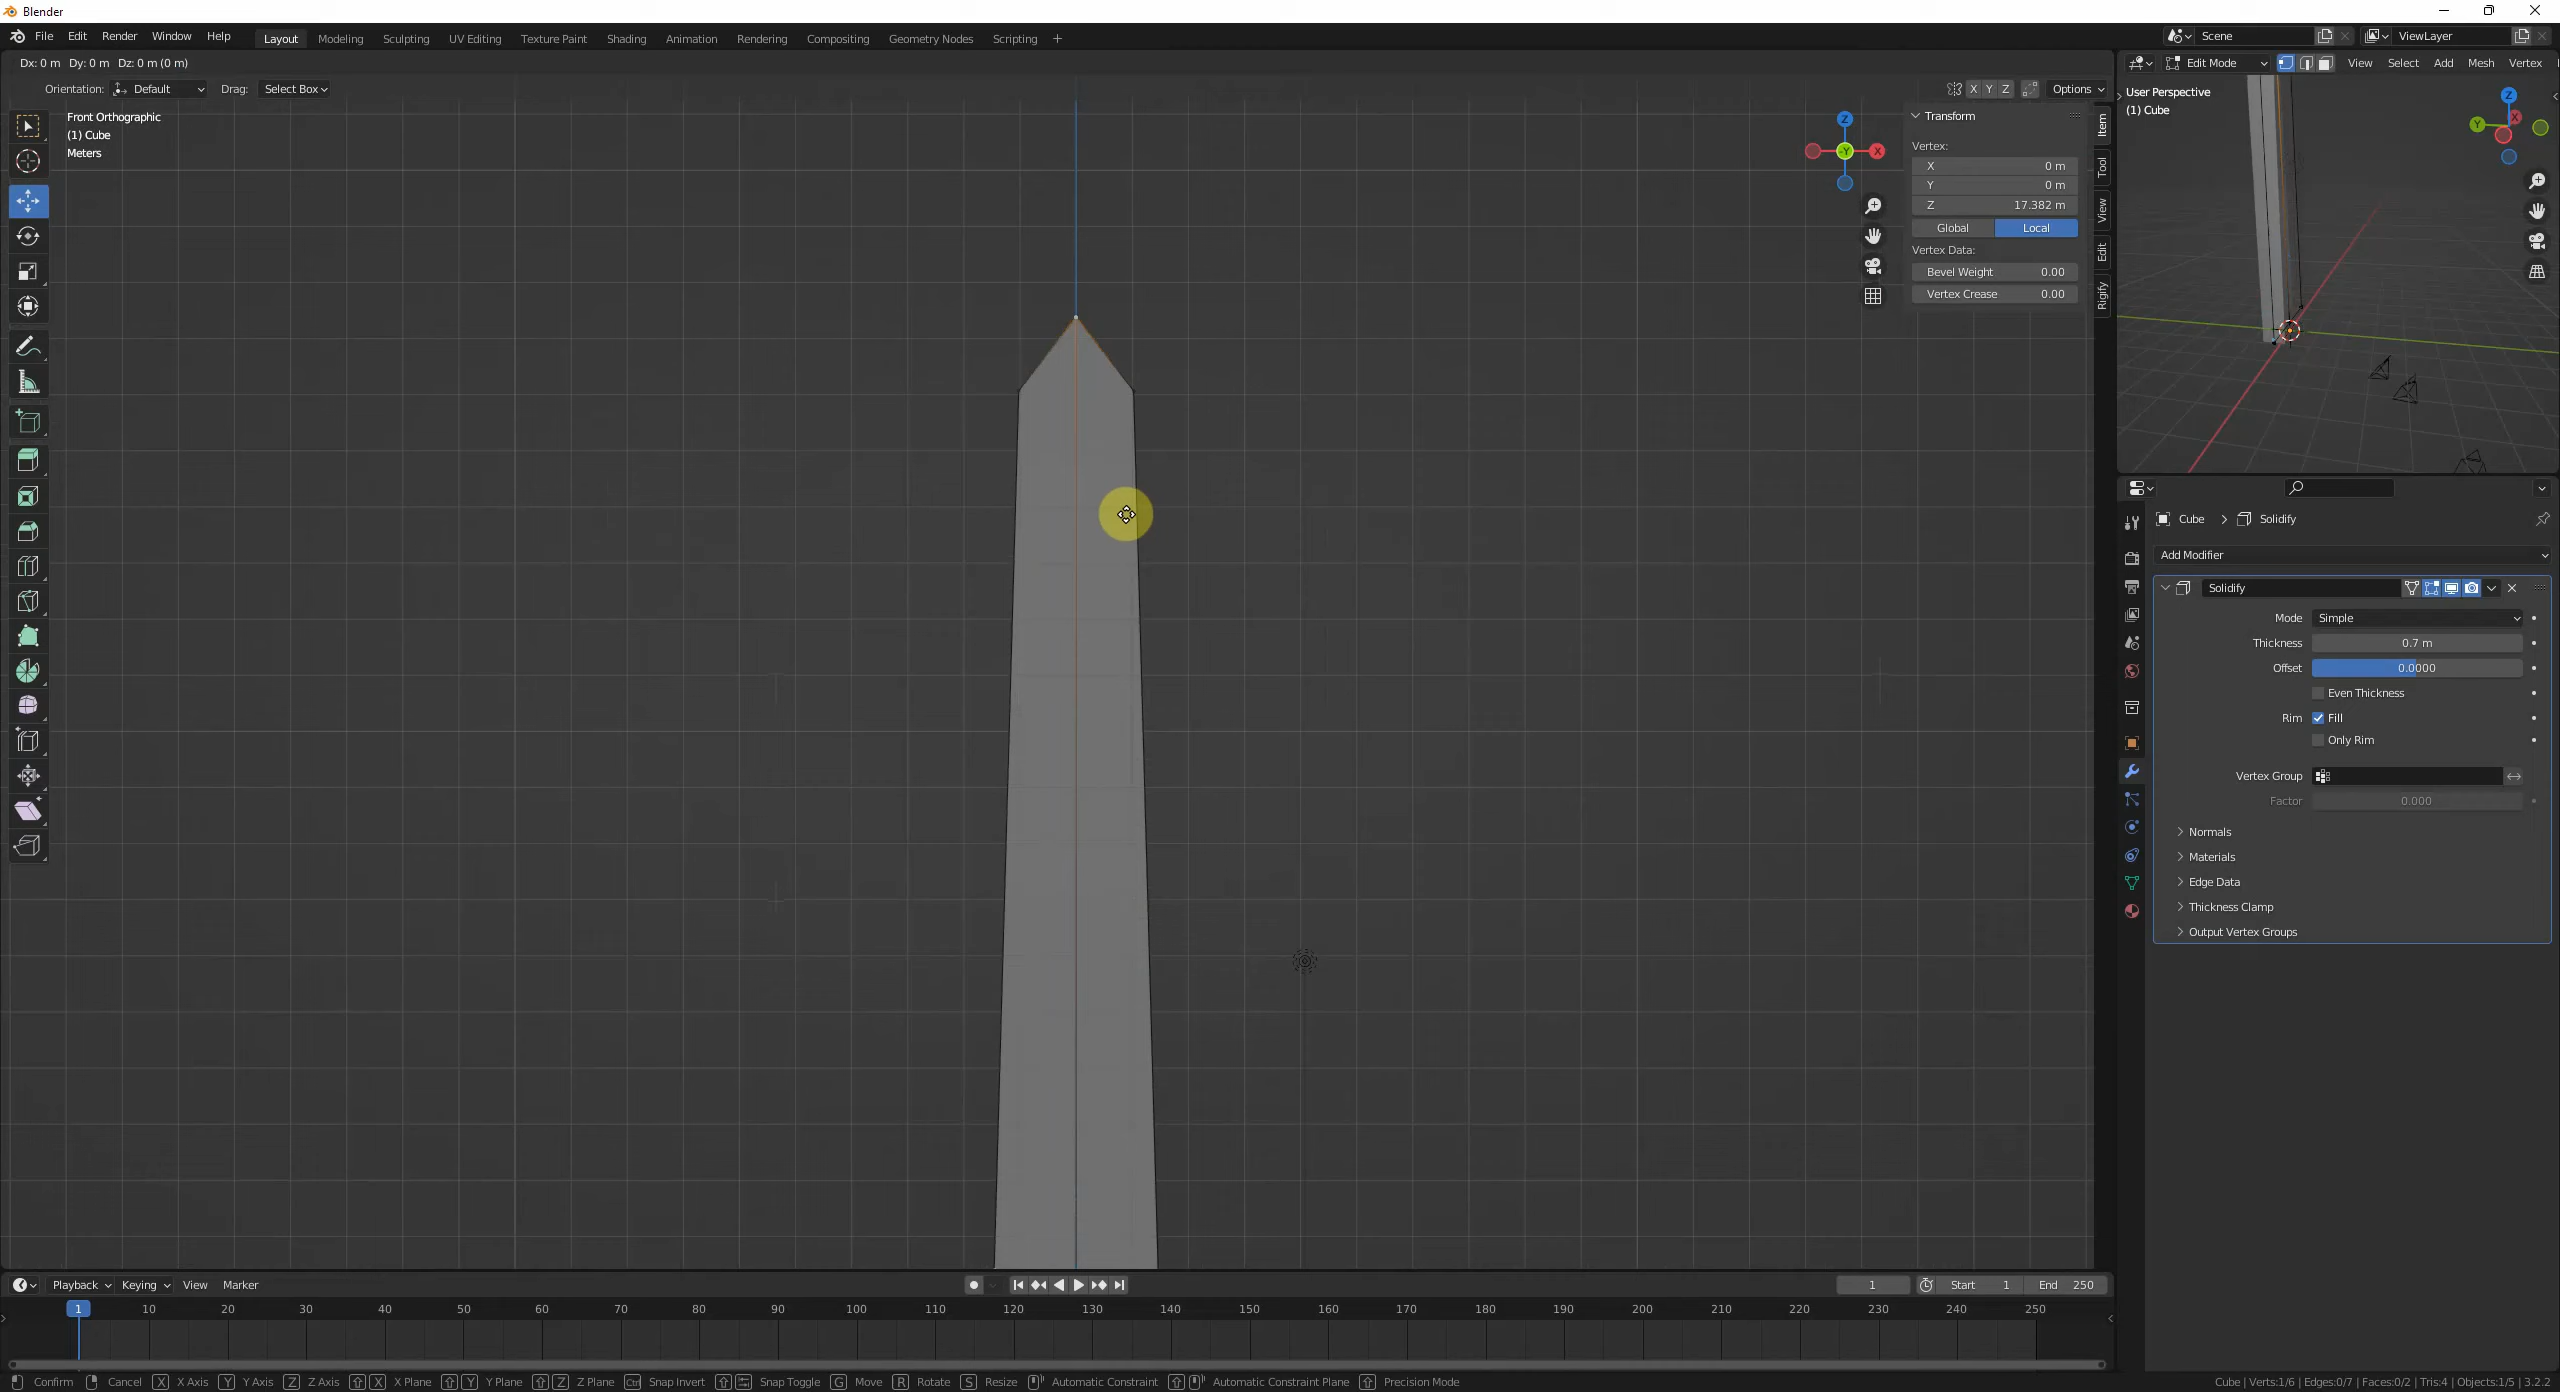 Blender
File Edit Render Window Help Layout Modeling Sculpting UV Editing Texture Paint Shading Animation Rendering Compositing Geometry Nodes Scripting + Scene ViewLayer
Dx: 0 m Dy: 0 m Dz: 0 m (0 m) Edit Mode View Select Add Mesh Vertex
Orientation: Default Drag: Select Box X Y Z Options
User Perspective
(1) Cube
Front Orthographic
(1) Cube
Meters
Z
-Y
X
Z
Y
X
Transform
Vertex:
X 0 m
Y 0 m
Z 17.382 m
Global Local
Vertex Data:
Bevel Weight 0.00
Vertex Crease 0.00
Item
Tool
View
Edit
Rigify
Cube > Solidify
Add Modifier
Solidify
Mode Simple
Thickness 0.7 m
Offset 0.0000
Even Thickness
Rim Fill
Only Rim
Vertex Group
Factor 0.000
Normals
Materials
Edge Data
Thickness Clamp
Output Vertex Groups
Playback Keying View Marker 1 Start 1 End 250
1 10 20 30 40 50 60 70 80 90 100 110 120 130 140 150 160 170 180 190 200 210 220 230 240 250
Confirm Cancel X X Axis Y Y Axis Z Z Axis X X Plane Y Y Plane Z Z Plane Ctrl Snap Invert Snap Toggle G Move R Rotate S Resize Automatic Constraint Automatic Constraint Plane Precision Mode Cube | Verts:1/6 | Edges:0/7 | Faces:0/2 | Tris:4 | Objects:1/5 | 3.2.2